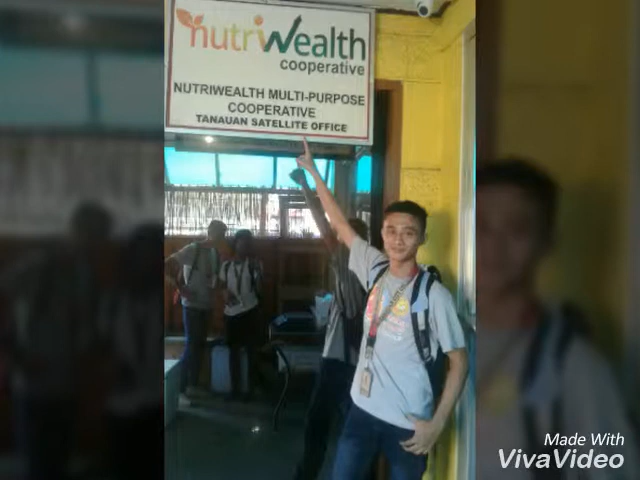 nutriWealth
cooperative
NUTRIWEALTH MULTI-PURPOSE
COOPERATIVE
TANAUAN SATELLITE OFFICE
Made With
VivaVideo